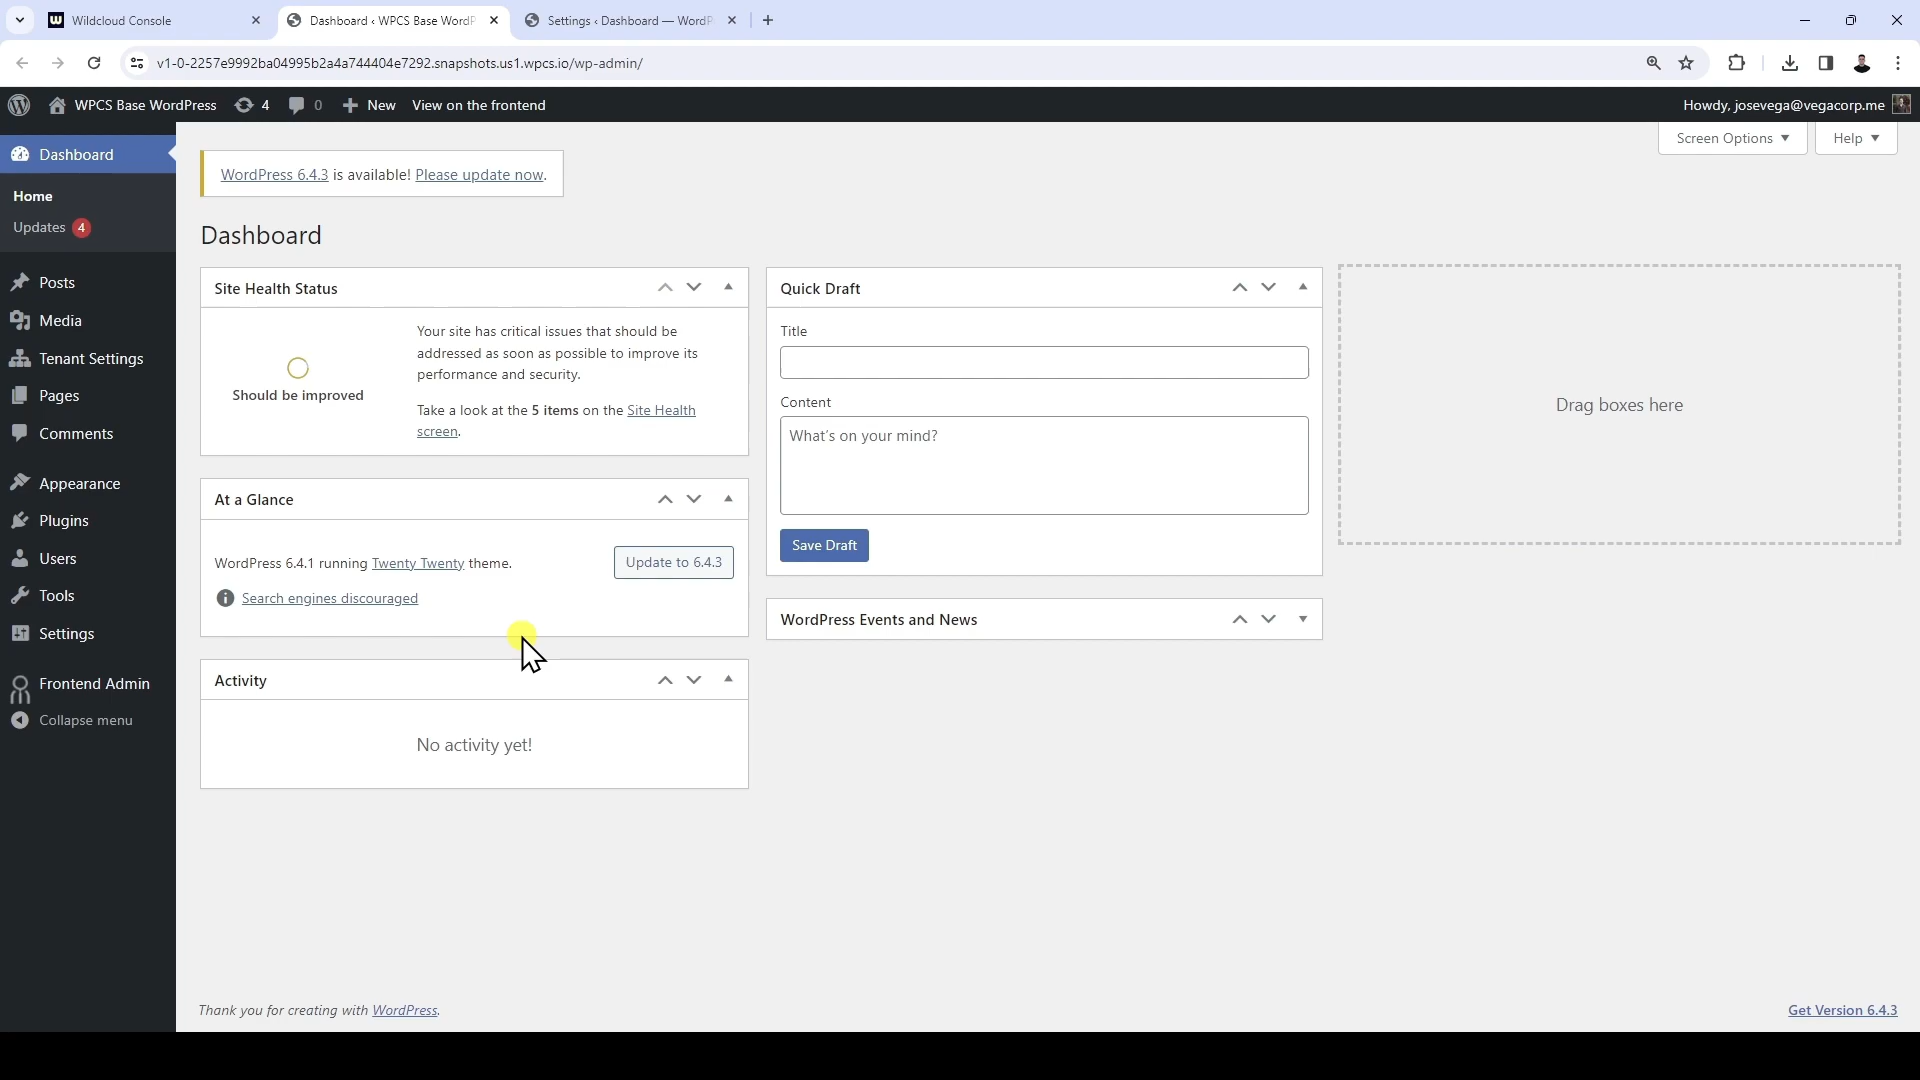 Wildcloud Console
Dashboard ‹ WPCS Base WordP
Settings ‹ Dashboard — WordP
v1-0-2257e9992ba04995b2a4a744404e7292.snapshots.us1.wpcs.io/wp-admin/
WPCS Base WordPress
4
0
New
View on the frontend
Howdy, josevega@vegacorp.me
Dashboard
Home
Updates 4
Posts
Media
Tenant Settings
Pages
Comments
Appearance
Plugins
Users
Tools
Settings
Frontend Admin
Collapse menu
Screen Options
Help
WordPress 6.4.3 is available! Please update now.
Dashboard
Site Health Status
Should be improved
Your site has critical issues that should be
addressed as soon as possible to improve its
performance and security.
Take a look at the 5 items on the Site Health
screen.
At a Glance
WordPress 6.4.1 running Twenty Twenty theme.
Update to 6.4.3
Search engines discouraged
Activity
No activity yet!
Quick Draft
Title
Content
What's on your mind?
Save Draft
WordPress Events and News
Drag boxes here
Thank you for creating with WordPress.
Get Version 6.4.3